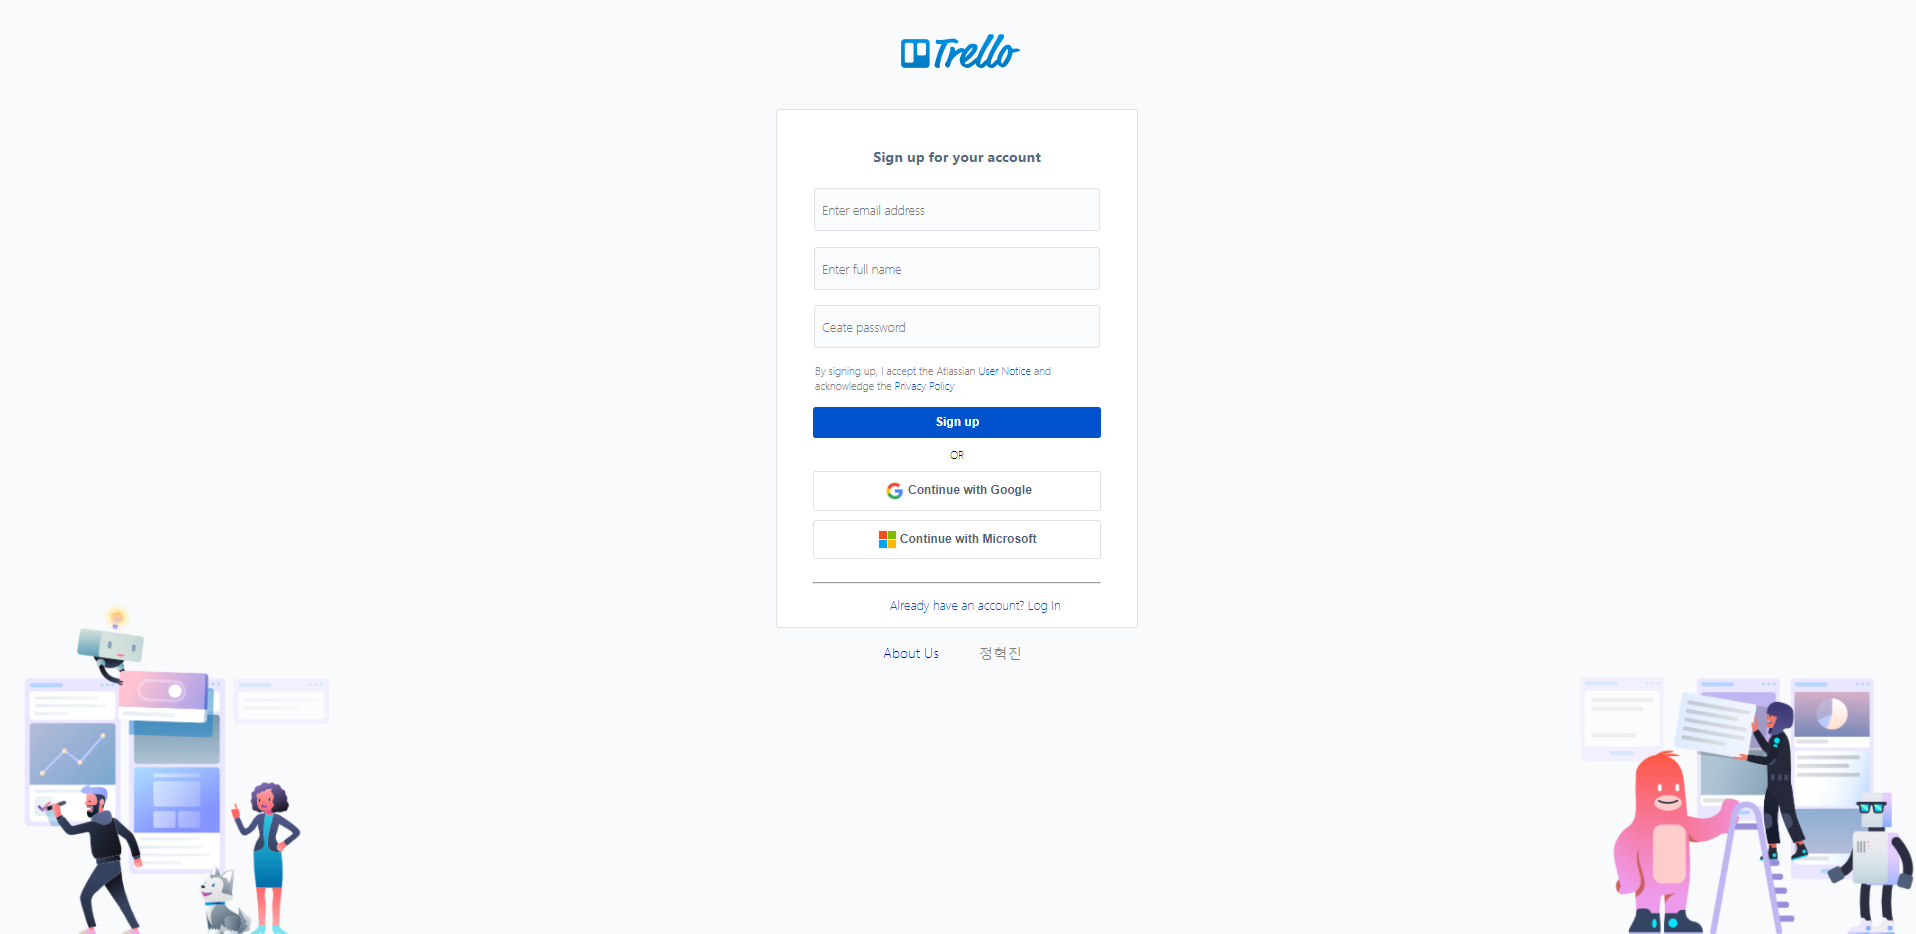 Trello
Sign up for your account
Enter email address
Enter full name
Ceate password
By signing up, I accept the Atlassian User Notice and
acknowledge the Privacy Policy
Sign up
OR
Continue with Google
Continue with Microsoft
Already have an account? Log In
About Us 정혁진